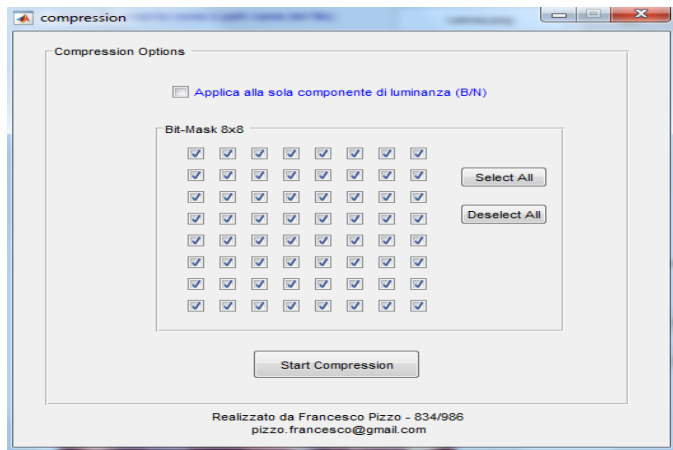 compression
Compression Options
Applica alla sola componente di luminanza (B/N)
Bit-Mask 8x8
Select All
Deselect All
Start Compression
Realizzato da Francesco Pizzo - 834/986
pizzo.francesco@gmail.com